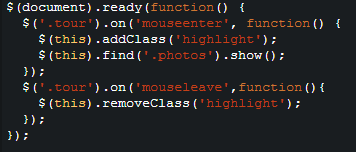 $(document).ready(function() {
  $('.tour').on('mouseenter', function() {
    $(this).addClass('highlight');
    $(this).find('.photos').show();
  });
  $('.tour').on('mouseleave',function(){
    $(this).removeClass('highlight');
  });
});